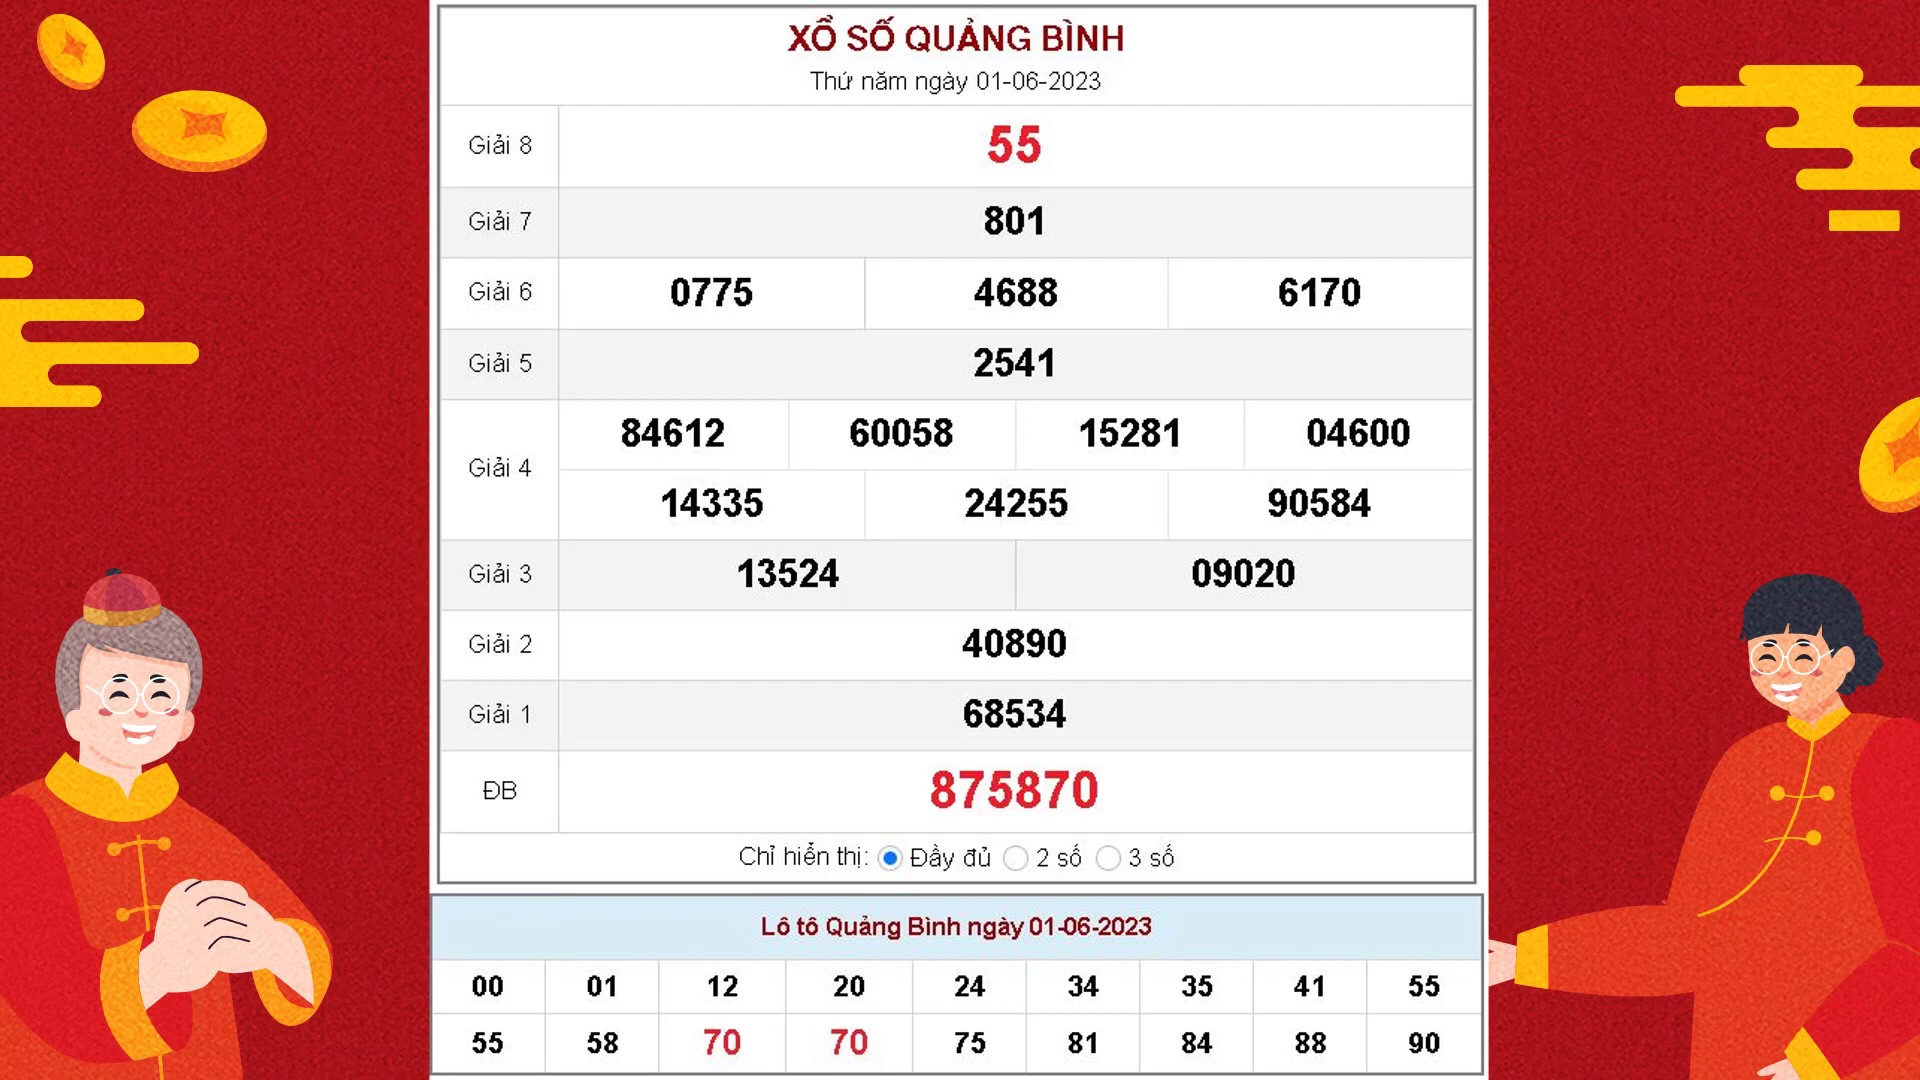 XỔ SỐ QUẢNG BÌNH
Thứ năm ngày 01-06-2023
Giải 8 55
Giải 7 801
Giải 6 0775 4688 6170
Giải 5 2541
Giải 4 84612 60058 15281 04600
14335 24255 90584
Giải 3 13524 09020
Giải 2 40890
Giải 1 68534
ĐB 875870
Chỉ hiển thị: Đầy đủ 2 số 3 số
Lô tô Quảng Bình ngày 01-06-2023
00 01 12 20 24 34 35 41 55
55 58 70 70 75 81 84 88 90